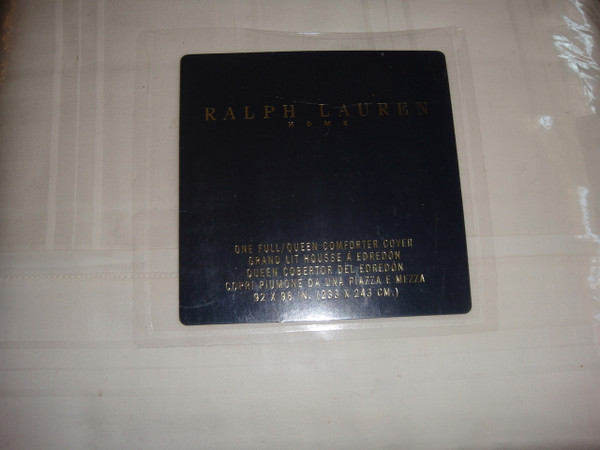 RALPH LAUREN
HOME
ONE FULL/QUEEN COMFORTER COVER
GRAND LIT HOUSSE À EDREDON
QUEEN COBERTOR DEL EDREDÓN
COPRI PIUMONE DA UNA PIAZZA E MEZZA
92 X 96 IN. (233 X 243 CM.)